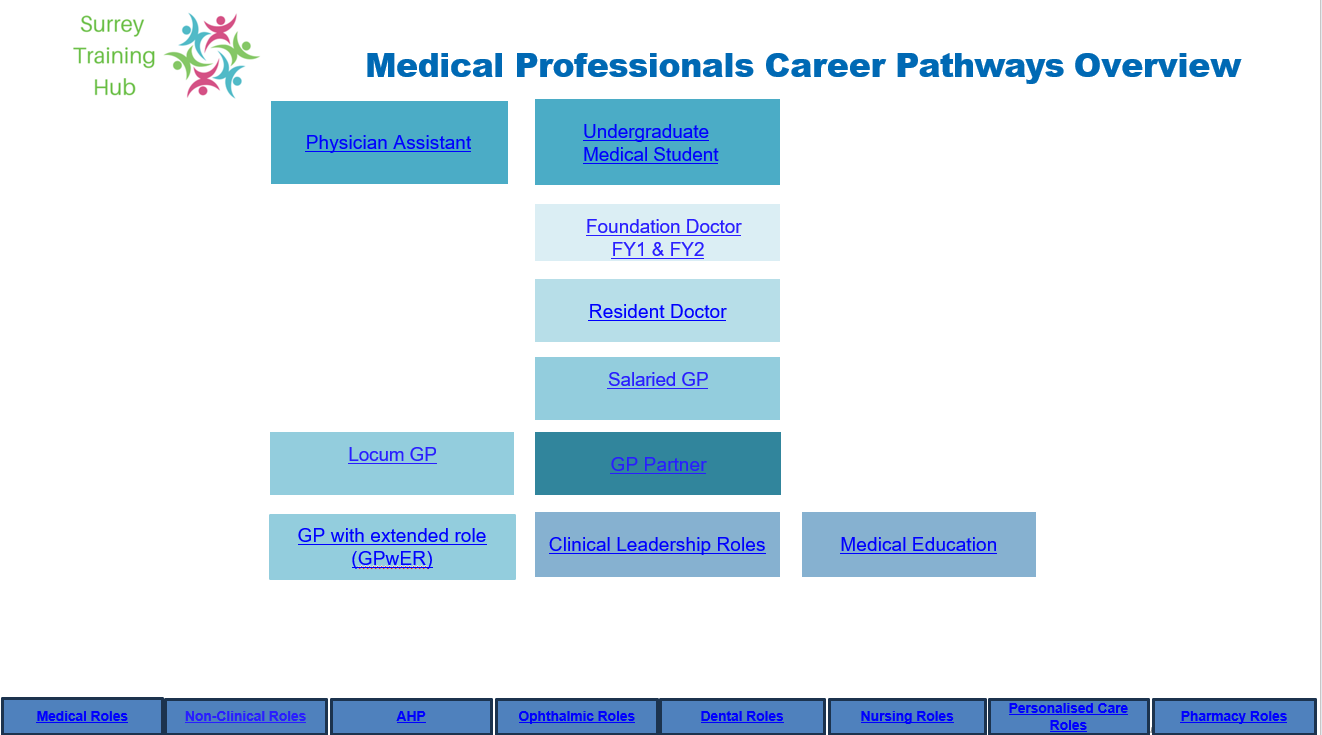 Surrey
Training
Hub
Medical Professionals Career Pathways Overview
Physician Assistant
Undergraduate
Medical Student
Foundation Doctor
FY1 & FY2
Resident Doctor
Salaried GP
Locum GP
GP Partner
GP with extended role
(GPwER)
Clinical Leadership Roles
Medical Education
Medical Roles
Non-Clinical Roles
AHP
Ophthalmic Roles
Dental Roles
Nursing Roles
Personalised Care
Roles
Pharmacy Roles